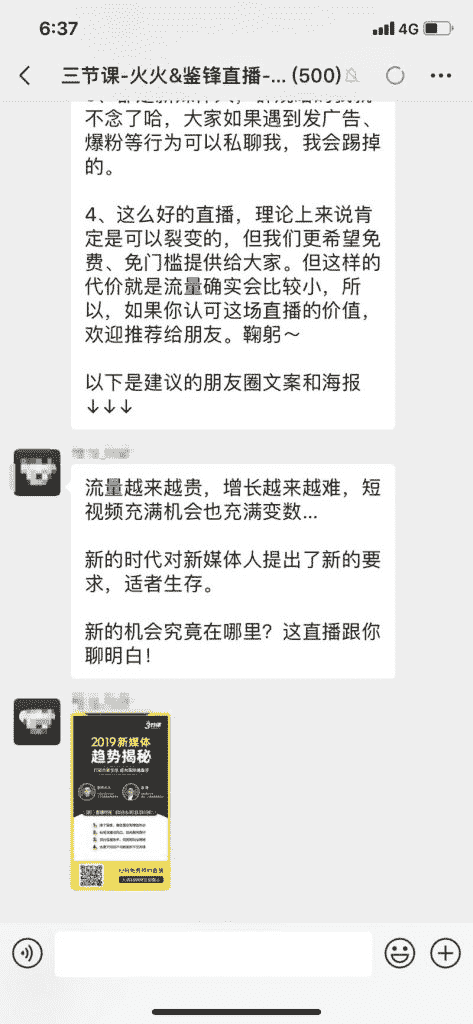 6:37
4G
三节课-火火&鉴锋直播-... (500)
不念了哈，大家如果遇到发广告、
爆粉等行为可以私聊我，我会踢掉
的。
4、这么好的直播，理论上来说肯
定是可以裂变的，但我们更希望免
费、免门槛提供给大家。但这样的
代价就是流量确实会比较小，所
以，如果你认可这场直播的价值，
欢迎推荐给朋友。鞠躬～
以下是建议的朋友圈文案和海报
↓↓↓
流量越来越贵，增长越来越难，短
视频充满机会也充满变数...
新的时代对新媒体人提出了新的要
求，适者生存。
新的机会究竟在哪里？这直播跟你
聊明白！
三节课
2019新媒体
趋势揭秘